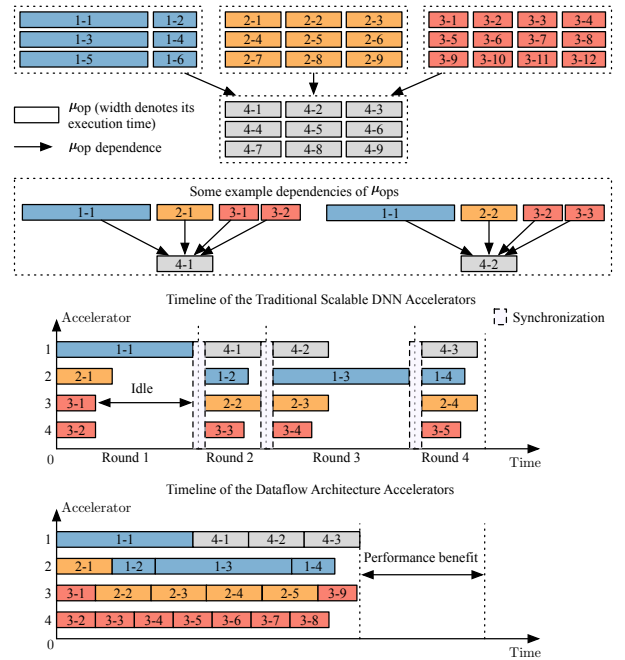 1-1 1-2 2-1 2-2 2-3 3-1 3-2 3-3 3-4
1-3 1-4 2-4 2-5 2-6 3-5 3-6 3-7 3-8
1-5 1-6 2-7 2-8 2-9 3-9 3-10 3-11 3-12
μop (width denotes its
execution time)
μop dependence
4-1 4-2 4-3
4-4 4-5 4-6
4-7 4-8 4-9
Some example dependencies of μops
1-1 2-1 3-1 3-2 1-1 2-2 3-2 3-3
4-1 4-2
Timeline of the Traditional Scalable DNN Accelerators
Accelerator
Synchronization
1 1-1 4-1 4-2 4-3
2 2-1 1-2 1-3 1-4
Idle
3 3-1 2-2 2-3 2-4
4 3-2 3-3 3-4 3-5
0 Round 1 Round 2 Round 3 Round 4 Time
Timeline of the Dataflow Architecture Accelerators
Accelerator
1 1-1 4-1 4-2 4-3
Performance benefit
2 2-1 1-2 1-3 1-4
3 3-1 2-2 2-3 2-4 2-5 3-9
4 3-2 3-3 3-4 3-5 3-6 3-7 3-8
0 Time